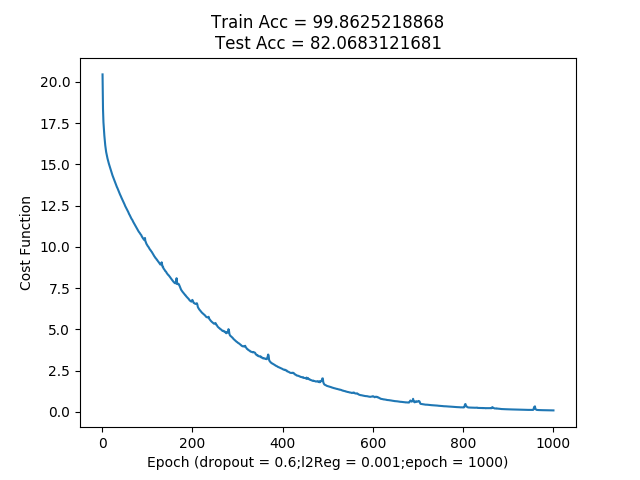 Train Acc = 99.8625218868
Test Acc = 82.0683121681
20.0
17.5
15.0
12.5
10.0
7.5
5.0
2.5
0.0
Cost Function
0 200 400 600 800 1000
Epoch (dropout = 0.6;l2Reg = 0.001;epoch = 1000)